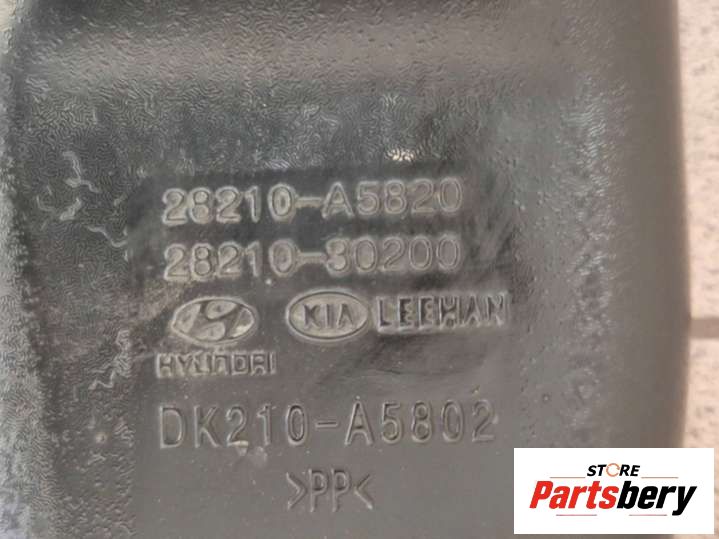 28210-A5820
28210-30200
HYUNDAI KIA LEEHAN
DK210-A5802
>PP<
STORE
Partsbery